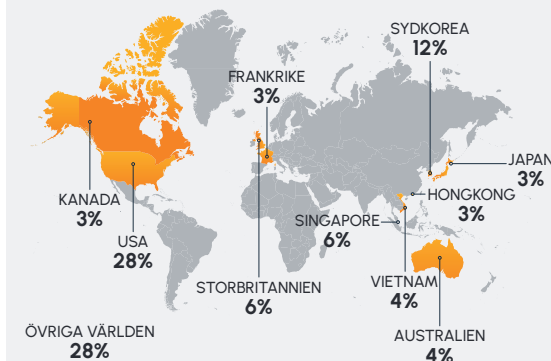 SYDKOREA
12%
FRANKRIKE
3%
JAPAN
3%
HONGKONG
3%
KANADA
3%
SINGAPORE
6%
USA
28%
STORBRITANNIEN
6%
VIETNAM
4%
ÖVRIGA VÄRLDEN
28%
AUSTRALIEN
4%